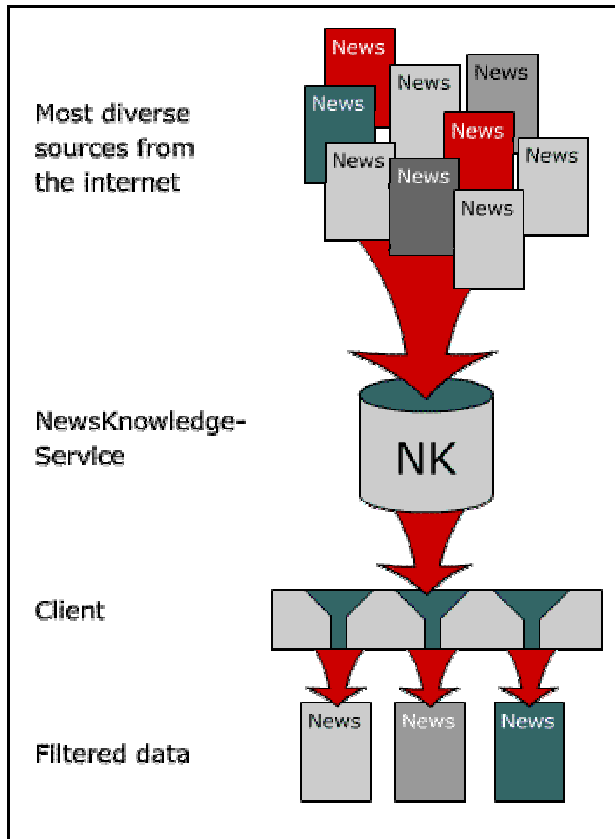 News
News
News
News
News
News
News
News
News
Most diverse
sources from
the internet
NewsKnowledge-
Service
NK
Client
News
News
News
Filtered data